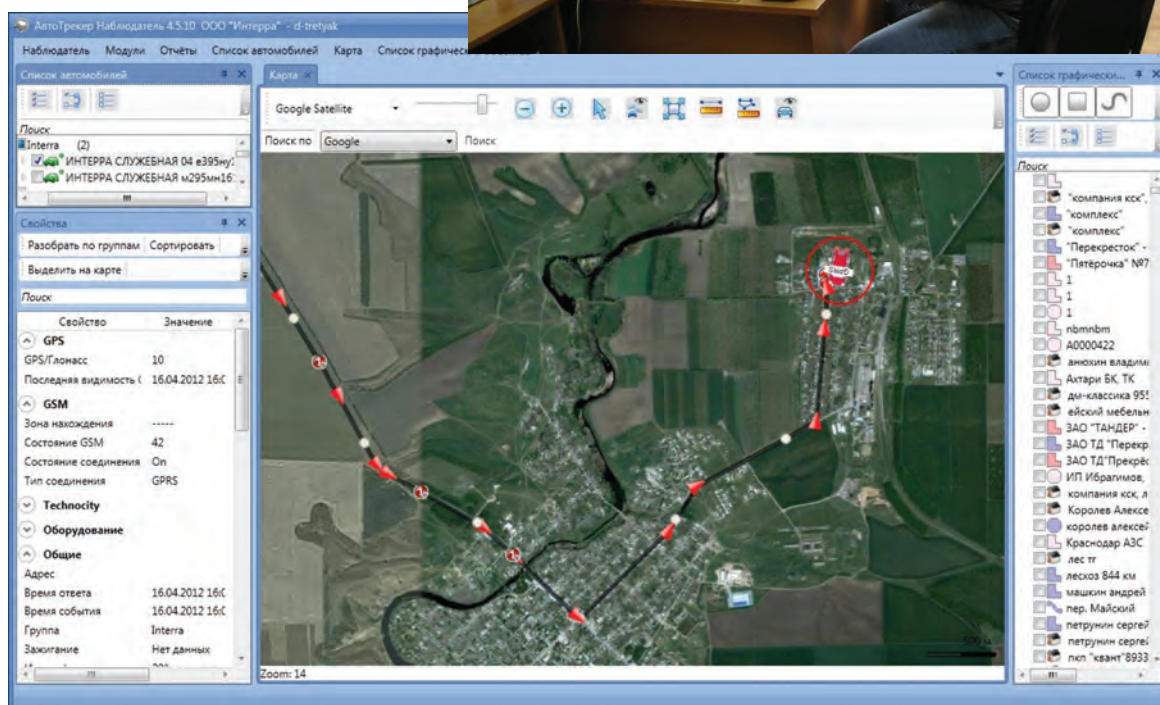 АвтоТрекер Наблюдатель 4.5.10 ООО "Интерра" - d-tretyak
Наблюдатель Модули Отчёты Список автомобилей Карта Список графическ
Список автомобилей
Поиск
Interra (2)
ИНТЕРРА СЛУЖЕБНАЯ 04 е395ну
ИНТЕРРА СЛУЖЕБНАЯ м295мн16
Свойства
Разобрать по группам Сортировать
Выделить на карте
Поиск
Свойство Значение
GPS
GPS/Глонасс 10
Последняя видимость ( 16.04.2012 16:0
GSM
Зона нахождения -----
Состояние GSM 42
Состояние соединения On
Тип соединения GPRS
Technocity
Оборудование
Общие
Адрес
Время ответа 16.04.2012 16:0
Время события 16.04.2012 16:0
Группа Interra
Зажигание Нет данных
Карта
Google Satellite
Поиск по Google Поиск
Zoom: 14
Список графически...
Поиск
"компания кск",
"комплекс"
"комплекс"
"Перекресток" -
"Пятёрочка" №7
1
1
1
nbmnbm
A0000422
анюхин владими
Ахтари БК, ТК
дм-классика 955
ейский мебельн
ЗАО "ТАНДЕР" -
ЗАО ТД "Перекр
ЗАО ТД"Прекрёс
ИП Ибрагимов,
компания кск, л
Королев Алексе
королев алексей
Краснодар АЗС
лес тг
лесхоз 844 км
машкин андрей
пер. Майский
петрунин сергей
петрунин сергей
пкп "квант"8933